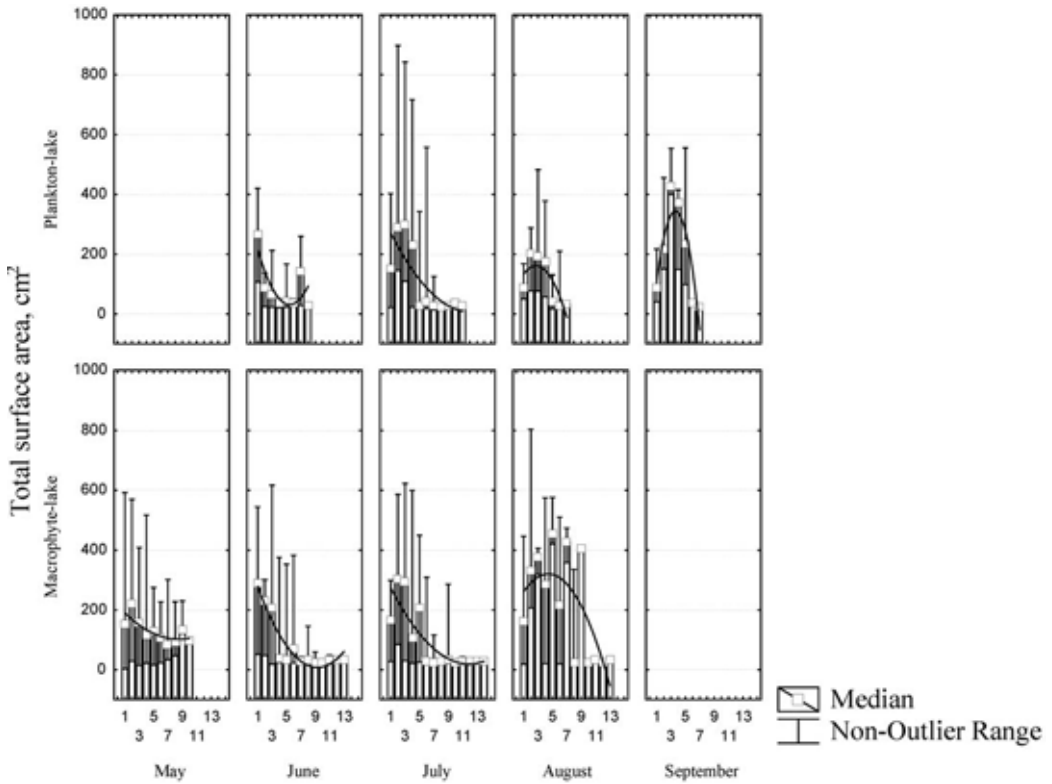 Total surface area, cm²
Plankton-lake
1000
800
600
400
200
0
Macrophyte-lake
1000
800
600
400
200
0
1 5 9 13 1 5 9 13 1 5 9 13 1 5 9 13 1 5 9 13
3 7 11 3 7 11 3 7 11 3 7 11 3 7 11
May June July August September
Median
Non-Outlier Range